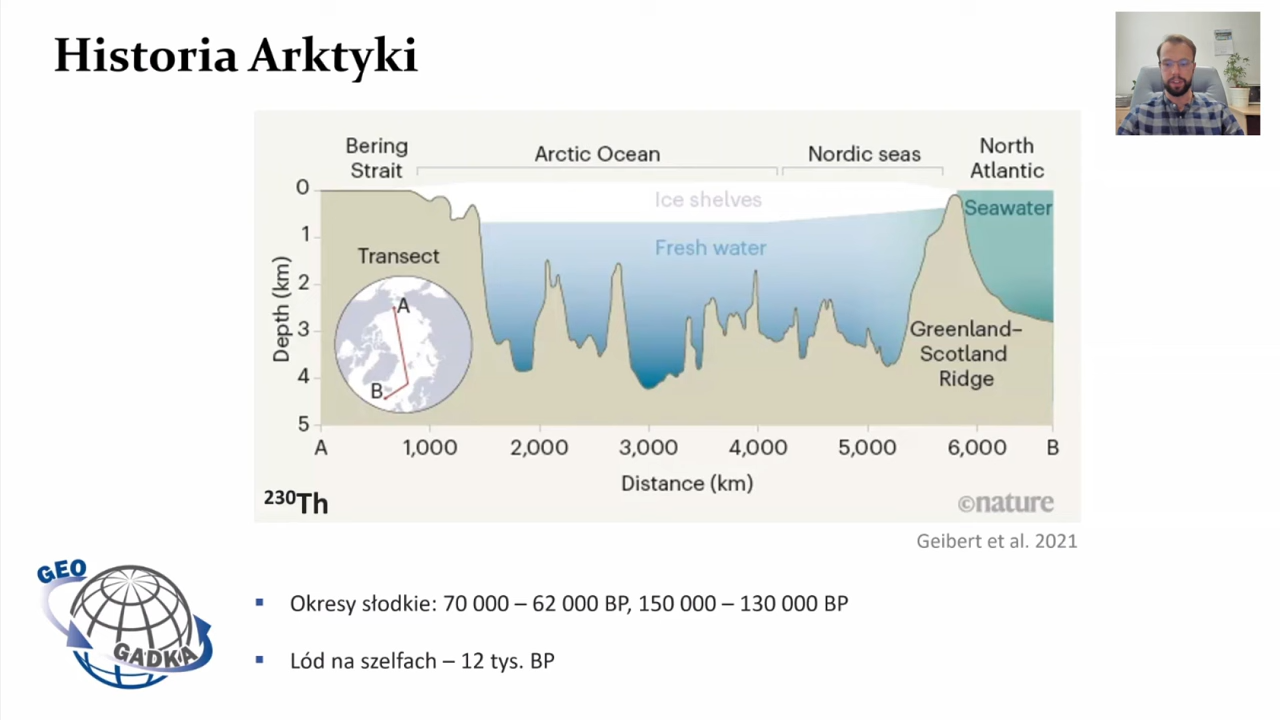 Historia Arktyki
Bering
Strait
Arctic Ocean
Nordic seas
North
Atlantic
0
Ice shelves
Seawater
1
Fresh water
Transect
2
A
Depth (km)
3
Greenland–
Scotland
Ridge
4
B
5
A
1,000
2,000
3,000
4,000
5,000
6,000
B
Distance (km)
²³⁰Th
©nature
Geibert et al. 2021
GEO
GADKA
▪ Okresy słodkie: 70 000 – 62 000 BP, 150 000 – 130 000 BP
▪ Lód na szelfach – 12 tys. BP